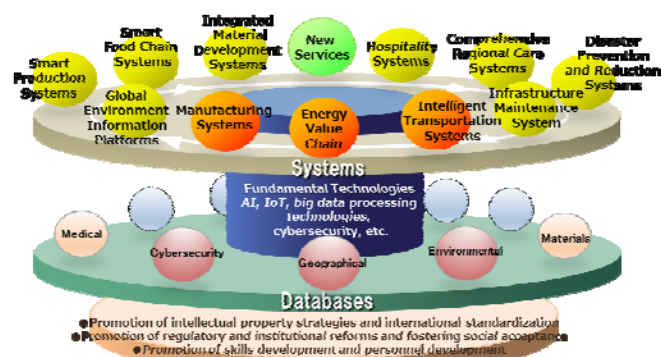 Smart
Production
Systems
Smart
Food Chain
Systems
Integrated
Material
Development
Systems
New
Services
Hospitality
Systems
Comprehensive
Regional Care
Systems
Disaster
Prevention
and Reduction
Systems
Global
Environment
Information
Platforms
Manufacturing
Systems
Energy
Value
Chain
Intelligent
Transportation
Systems
Infrastructure
Maintenance
System
Systems
Fundamental Technologies
AI, IoT, big data processing
technologies,
cybersecurity, etc.
Medical
Cybersecurity
Geographical
Environmental
Materials
Databases
●Promotion of intellectual property strategies and international standardization
●Promotion of regulatory and institutional reforms and fostering social acceptance
●Promotion of skills development and personnel development